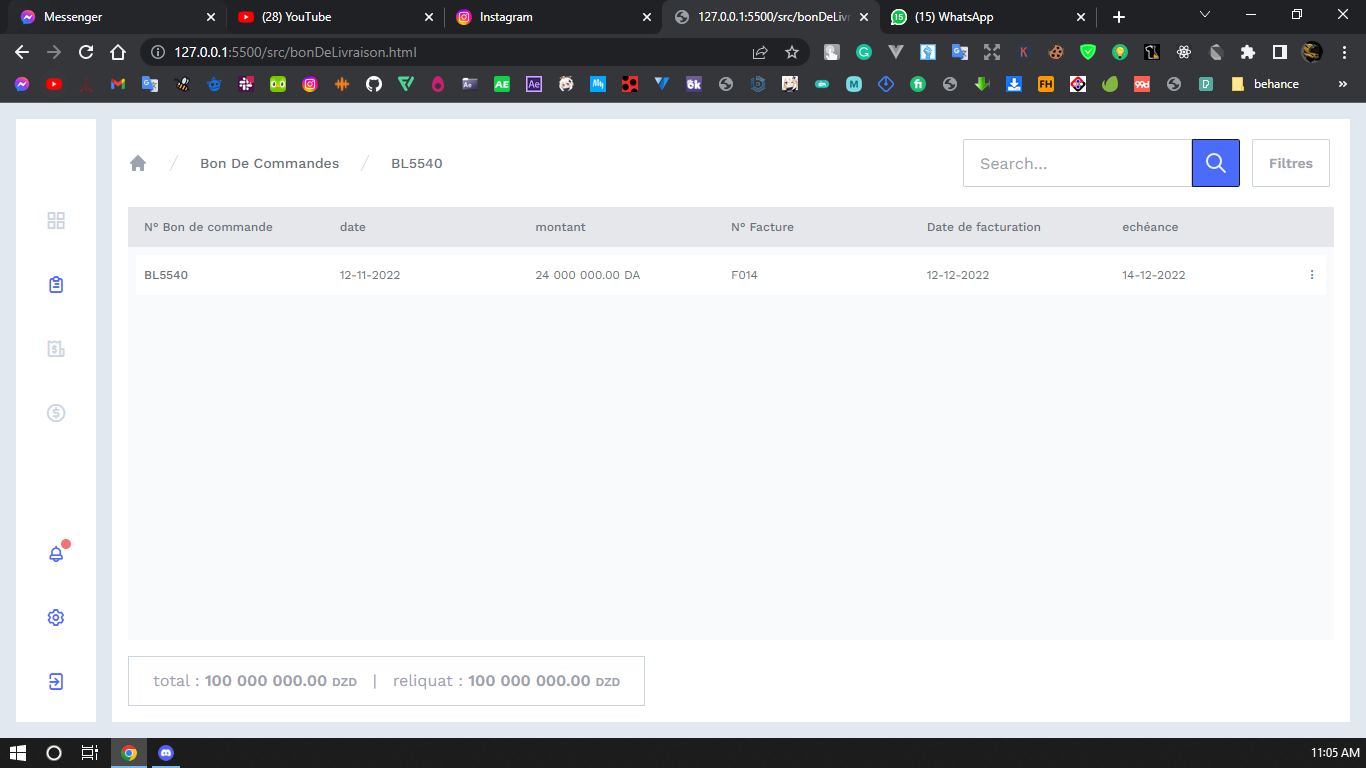 Messenger
(28) YouTube
Instagram
127.0.0.1:5500/src/bonDeLivr
(15) WhatsApp
127.0.0.1:5500/src/bonDeLivraison.html
behance
Bon De Commandes / BL5540
Search...
Filtres
N° Bon de commande date montant N° Facture Date de facturation echéance
BL5540 12-11-2022 24 000 000.00 DA F014 12-12-2022 14-12-2022
total : 100 000 000.00 DZD | reliquat : 100 000 000.00 DZD
11:05 AM